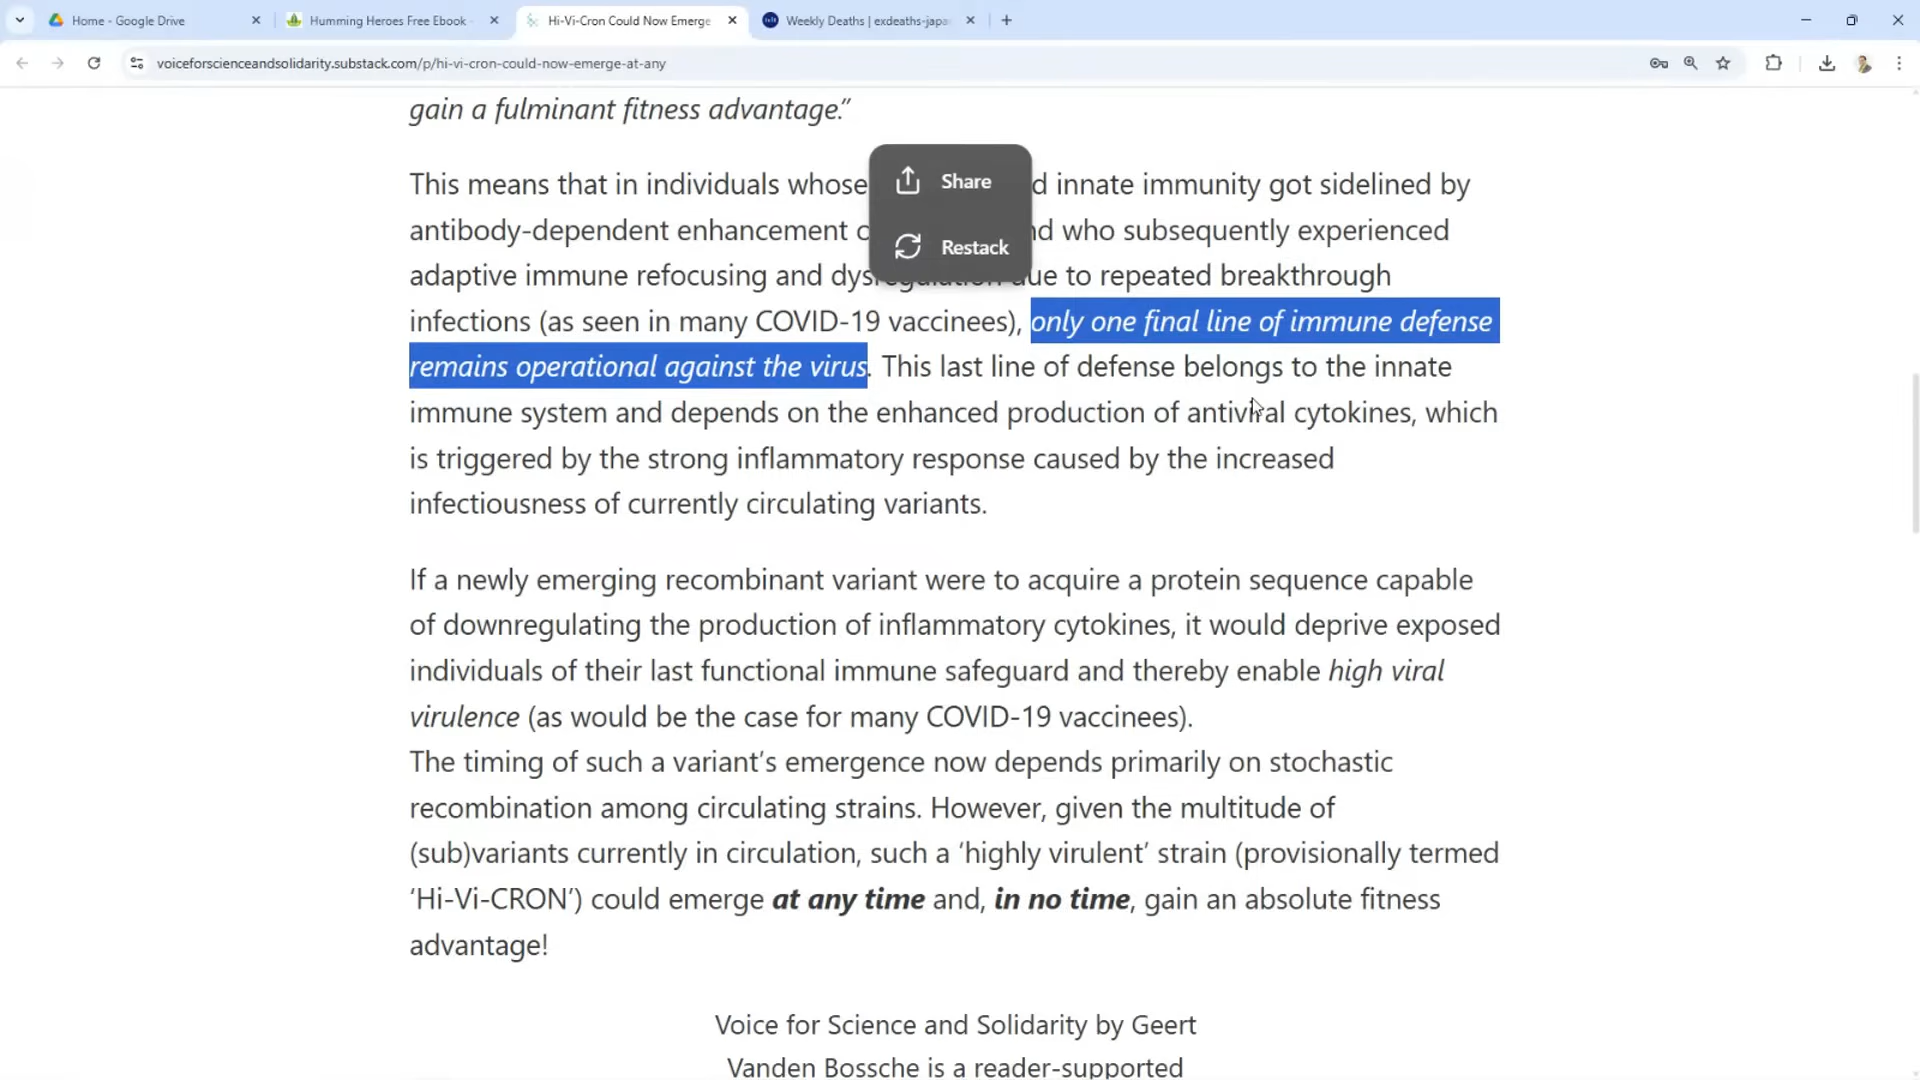 Home - Google Drive
Humming Heroes Free Ebook
Hi-Vi-Cron Could Now Emerge
Weekly Deaths | exdeaths-japa
voiceforscienceandsolidarity.substack.com/p/hi-vi-cron-could-now-emerge-at-any
gain a fulminant fitness advantage.”
This means that in individuals whose d innate immunity got sidelined by
antibody-dependent enhancement and who subsequently experienced
adaptive immune refocusing and dysregulation due to repeated breakthrough
infections (as seen in many COVID-19 vaccinees), only one final line of immune defense
remains operational against the virus. This last line of defense belongs to the innate
immune system and depends on the enhanced production of antiviral cytokines, which
is triggered by the strong inflammatory response caused by the increased
infectiousness of currently circulating variants.
Share
Restack
If a newly emerging recombinant variant were to acquire a protein sequence capable
of downregulating the production of inflammatory cytokines, it would deprive exposed
individuals of their last functional immune safeguard and thereby enable high viral
virulence (as would be the case for many COVID-19 vaccinees).
The timing of such a variant’s emergence now depends primarily on stochastic
recombination among circulating strains. However, given the multitude of
(sub)variants currently in circulation, such a ‘highly virulent’ strain (provisionally termed
‘Hi-Vi-CRON’) could emerge at any time and, in no time, gain an absolute fitness
advantage!
Voice for Science and Solidarity by Geert
Vanden Bossche is a reader-supported